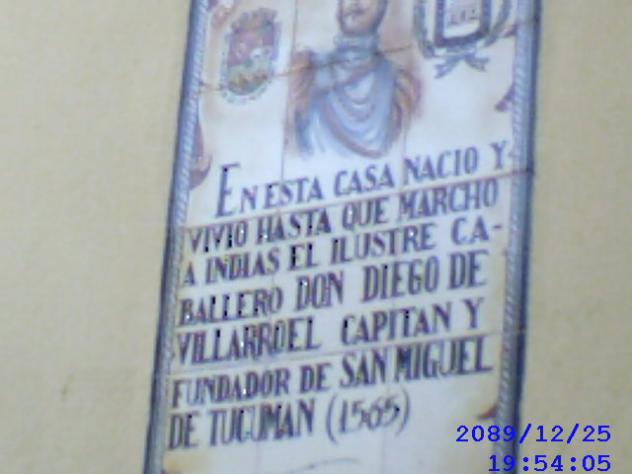 EN ESTA CASA NACIO Y
VIVIO HASTA QUE MARCHO
A INDIAS EL ILUSTRE CA-
BALLERO DON DIEGO DE
VILLARROEL CAPITAN Y
FUNDADOR DE SAN MIGUEL
DE TUCUMAN (1565)
2089/12/25
19:54:05